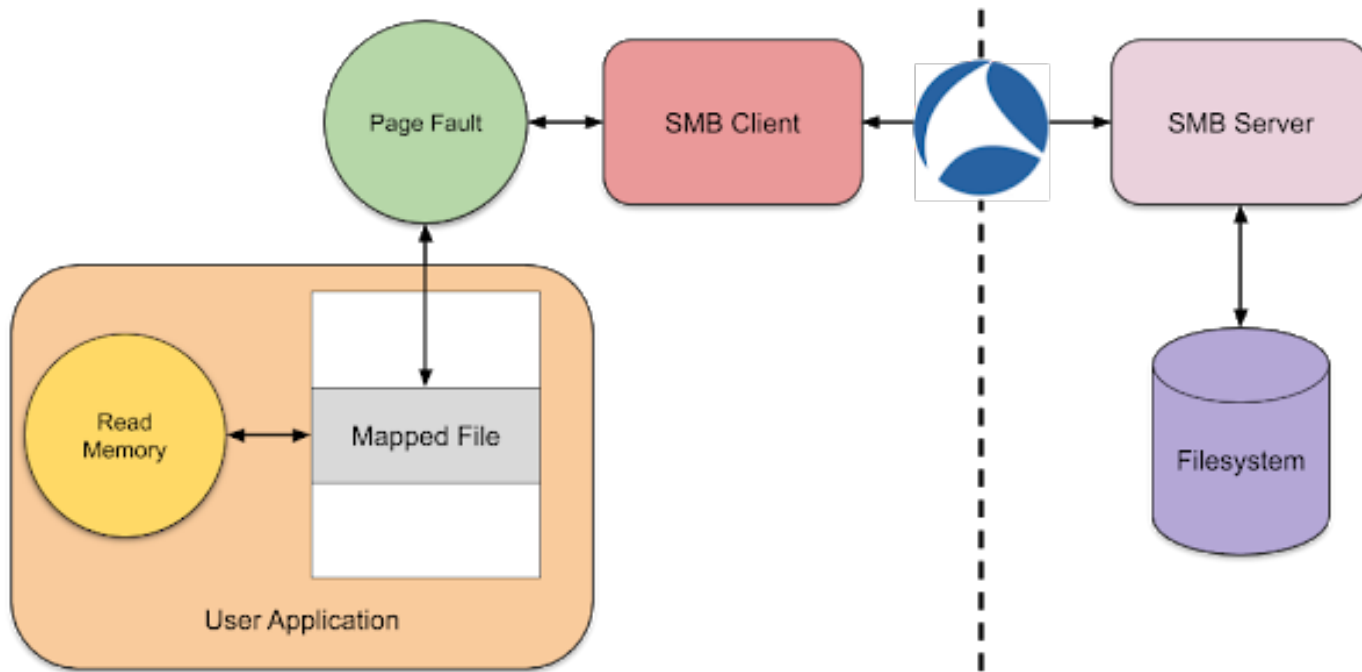 Page Fault
SMB Client
SMB Server
Read
Memory
Mapped File
Filesystem
User Application